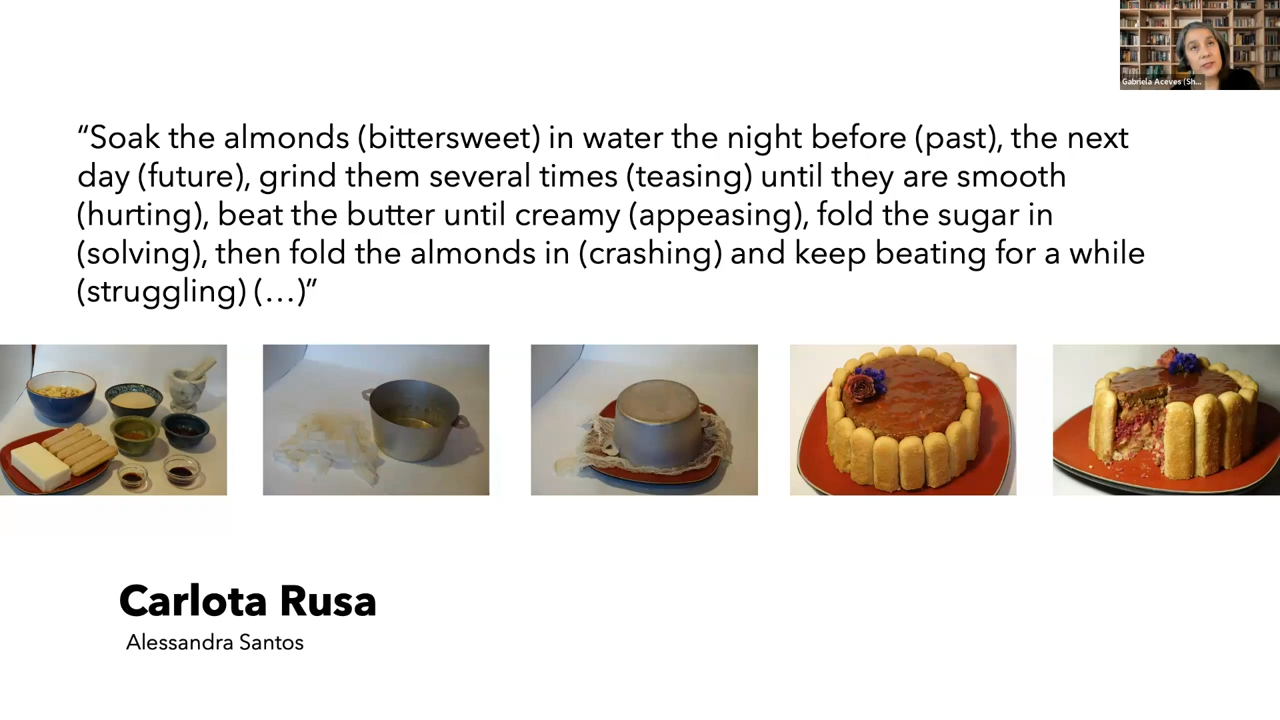 Gabriela Aceves (Sh...
“Soak the almonds (bittersweet) in water the night before (past), the next
day (future), grind them several times (teasing) until they are smooth
(hurting), beat the butter until creamy (appeasing), fold the sugar in
(solving), then fold the almonds in (crashing) and keep beating for a while
(struggling) (…)”
Carlota Rusa
Alessandra Santos